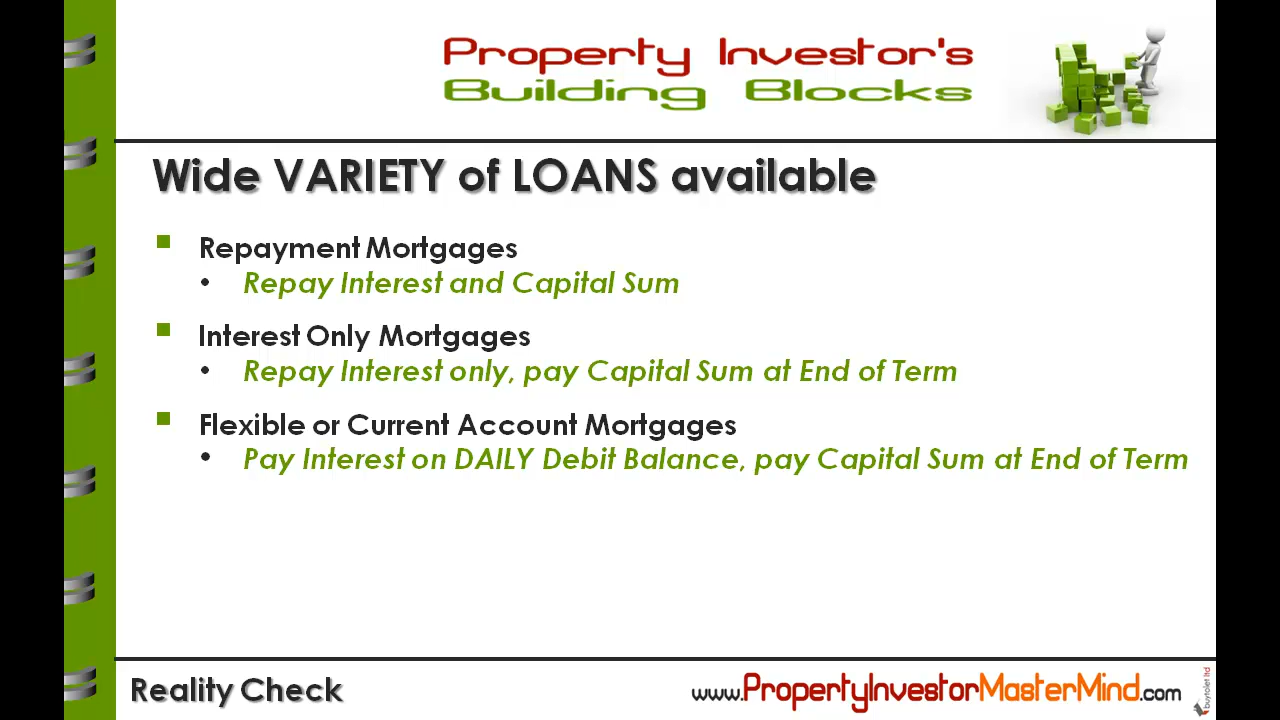 Property Investor's
Building Blocks
Wide VARIETY of LOANS available
Repayment Mortgages
• Repay Interest and Capital Sum
Interest Only Mortgages
• Repay Interest only, pay Capital Sum at End of Term
Flexible or Current Account Mortgages
• Pay Interest on DAILY Debit Balance, pay Capital Sum at End of Term
Reality Check
www.PropertyInvestorMasterMind.com
buytolet ltd